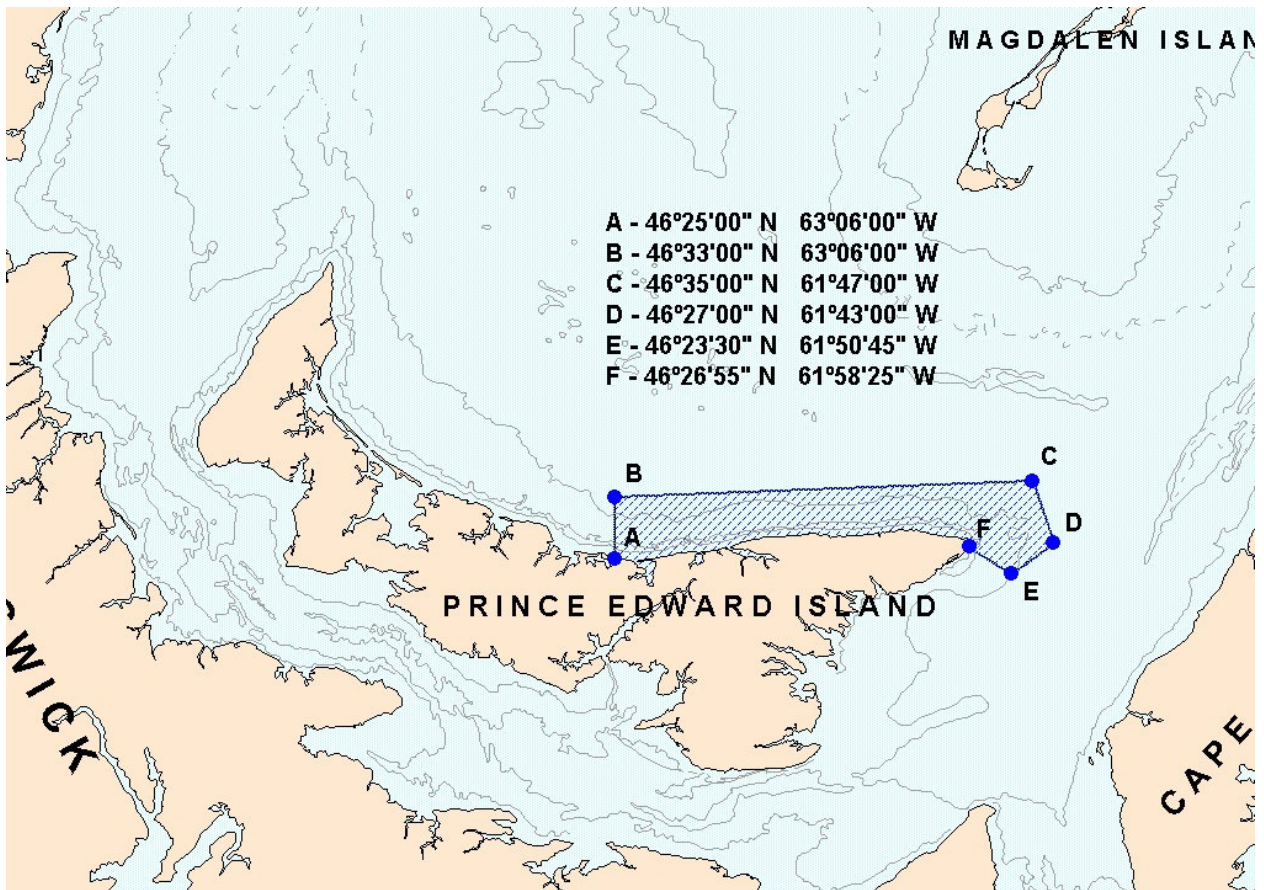 MAGDALEN ISLAN
A - 46º25'00" N 63º06'00" W
B - 46º33'00" N 63º06'00" W
C - 46º35'00" N 61º47'00" W
D - 46º27'00" N 61º43'00" W
E - 46º23'30" N 61º50'45" W
F - 46º26'55" N 61º58'25" W
C
B
D
A
F
E
PRINCE EDWARD ISLAND
WICK
CAPE